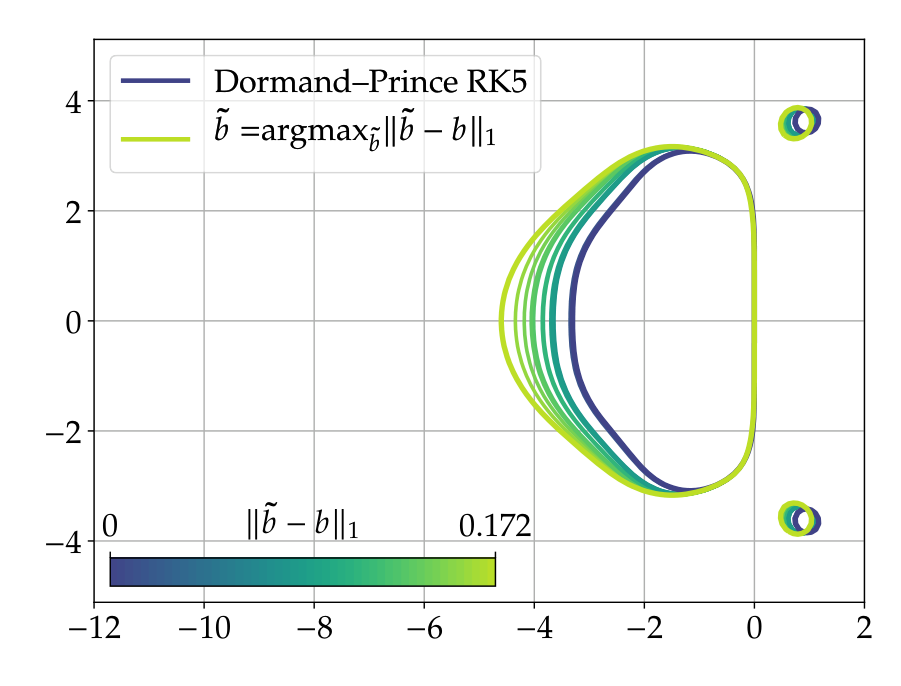 Dormand–Prince RK5
b̃ =argmax_b̃ ||b̃ − b||₁
4
2
0
−2
−4
0 ||b̃ − b||₁ 0.172
−12 −10 −8 −6 −4 −2 0 2